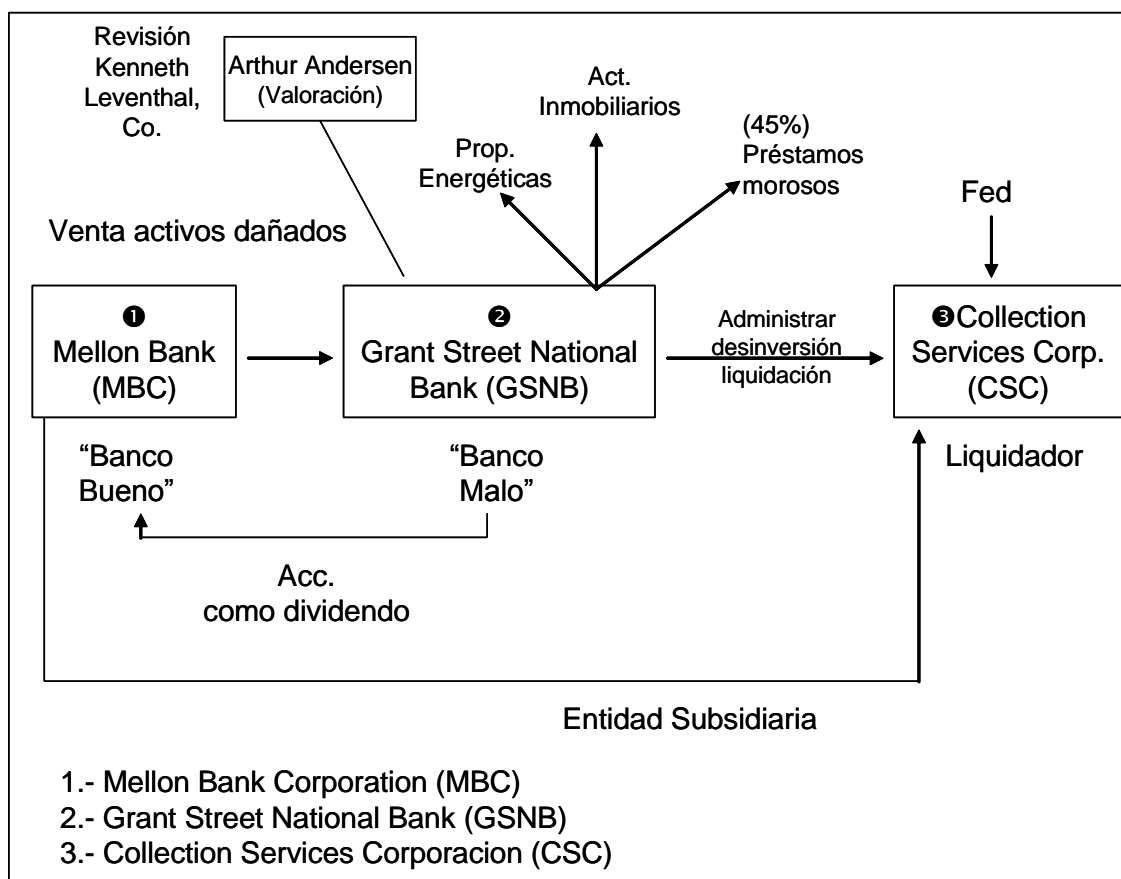 Revisión
Kenneth
Leventhal,
Co.
Arthur Andersen
(Valoración)
Prop.
Energéticas
Act.
Inmobiliarios
(45%)
Préstamos
morosos
Fed
Venta activos dañados
❶
Mellon Bank
(MBC)
❷
Grant Street National
Bank (GSNB)
Administrar
desinversión
liquidación
❸Collection
Services Corp.
(CSC)
“Banco
Bueno”
“Banco
Malo”
Liquidador
Acc.
como dividendo
Entidad Subsidiaria
1.- Mellon Bank Corporation (MBC)
2.- Grant Street National Bank (GSNB)
3.- Collection Services Corporacion (CSC)